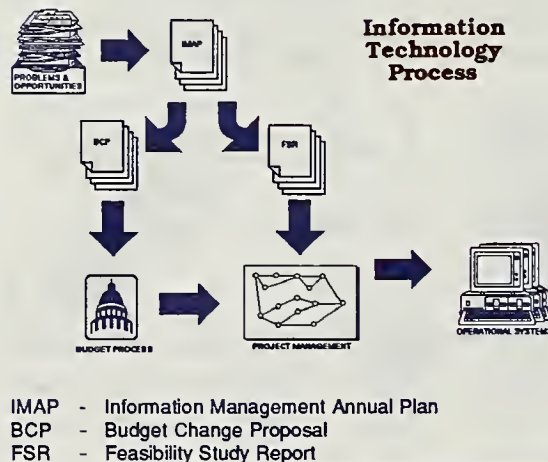 Information
Technology
Process
PROBLEMS &
OPPORTUNITIES
IMAP
BCP
FSR
BUDGET PROCESS
PROJECT MANAGEMENT
OPERATIONAL SYSTEMS
IMAP - Information Management Annual Plan
BCP - Budget Change Proposal
FSR - Feasibility Study Report